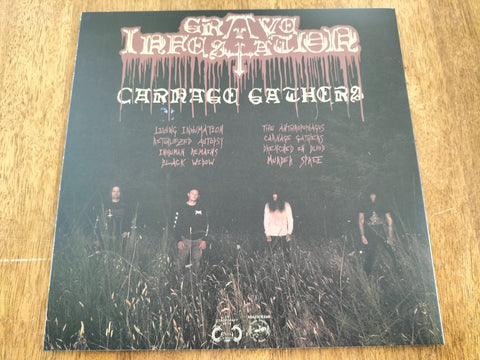 GRAVE
INFESTATION
CARNAGE GATHERS
LIVING INHUMATION
RITUALIZED AUTOPSY
INHUMAN REMAINS
BLACK WIDOW
THE ANTHROPOPHAGUS
CARNAGE GATHERS
DRENCHED IN BLOOD
MURDER SPREE